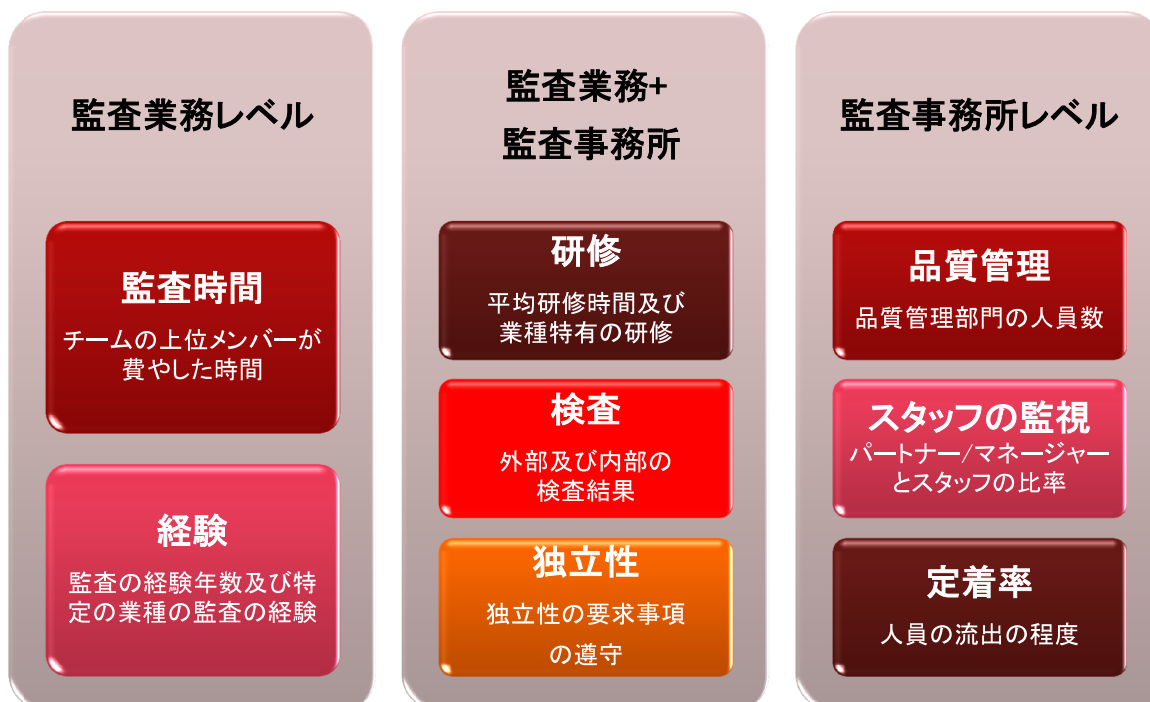 監査業務レベル
監査時間
チームの上位メンバーが
費やした時間
経験
監査の経験年数及び特
定の業種の監査の経験
監査業務+
監査事務所
研修
平均研修時間及び
業種特有の研修
検査
外部及び内部の
検査結果
独立性
独立性の要求事項
の遵守
監査事務所レベル
品質管理
品質管理部門の人員数
スタッフの監視
パートナー/マネージャー
とスタッフの比率
定着率
人員の流出の程度